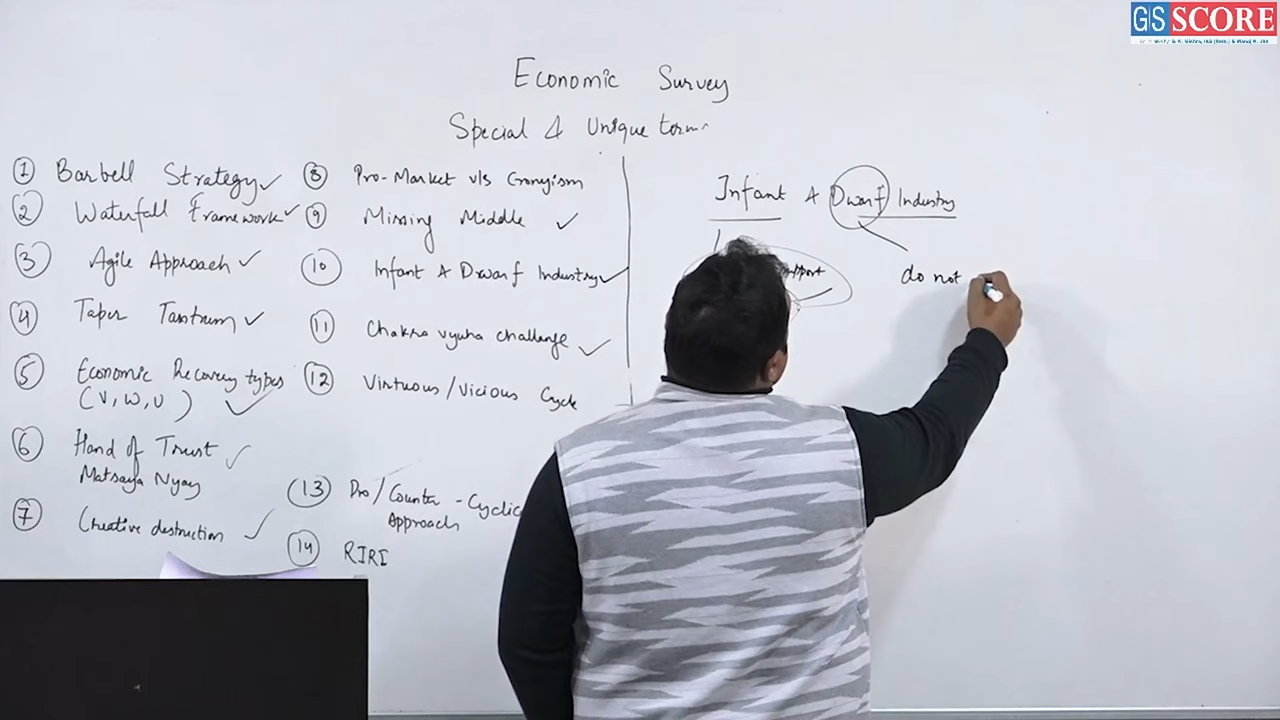 GS SCORE
Economic Survey
Special & Unique terms
① Barbell Strategy ✓
② Waterfall Framework ✓
③ Agile Approach ✓
④ Taper Tantrum ✓
⑤ Economic Recovery types
(V, W, U) ✓
⑥ Hand of Trust ✓
Matsaya Nyay
⑦ Creative destruction ✓
⑧ Pro-Market v/s Cronyism
⑨ Missing Middle ✓
⑩ Infant & Dwarf Industry ✓
⑪ Chakra vyuha challenge ✓
⑫ Virtuous/Vicious Cycle
⑬ Pro/Counter-Cyclic
Approach
⑭ RIRI
Infant & Dwarf Industry
do not